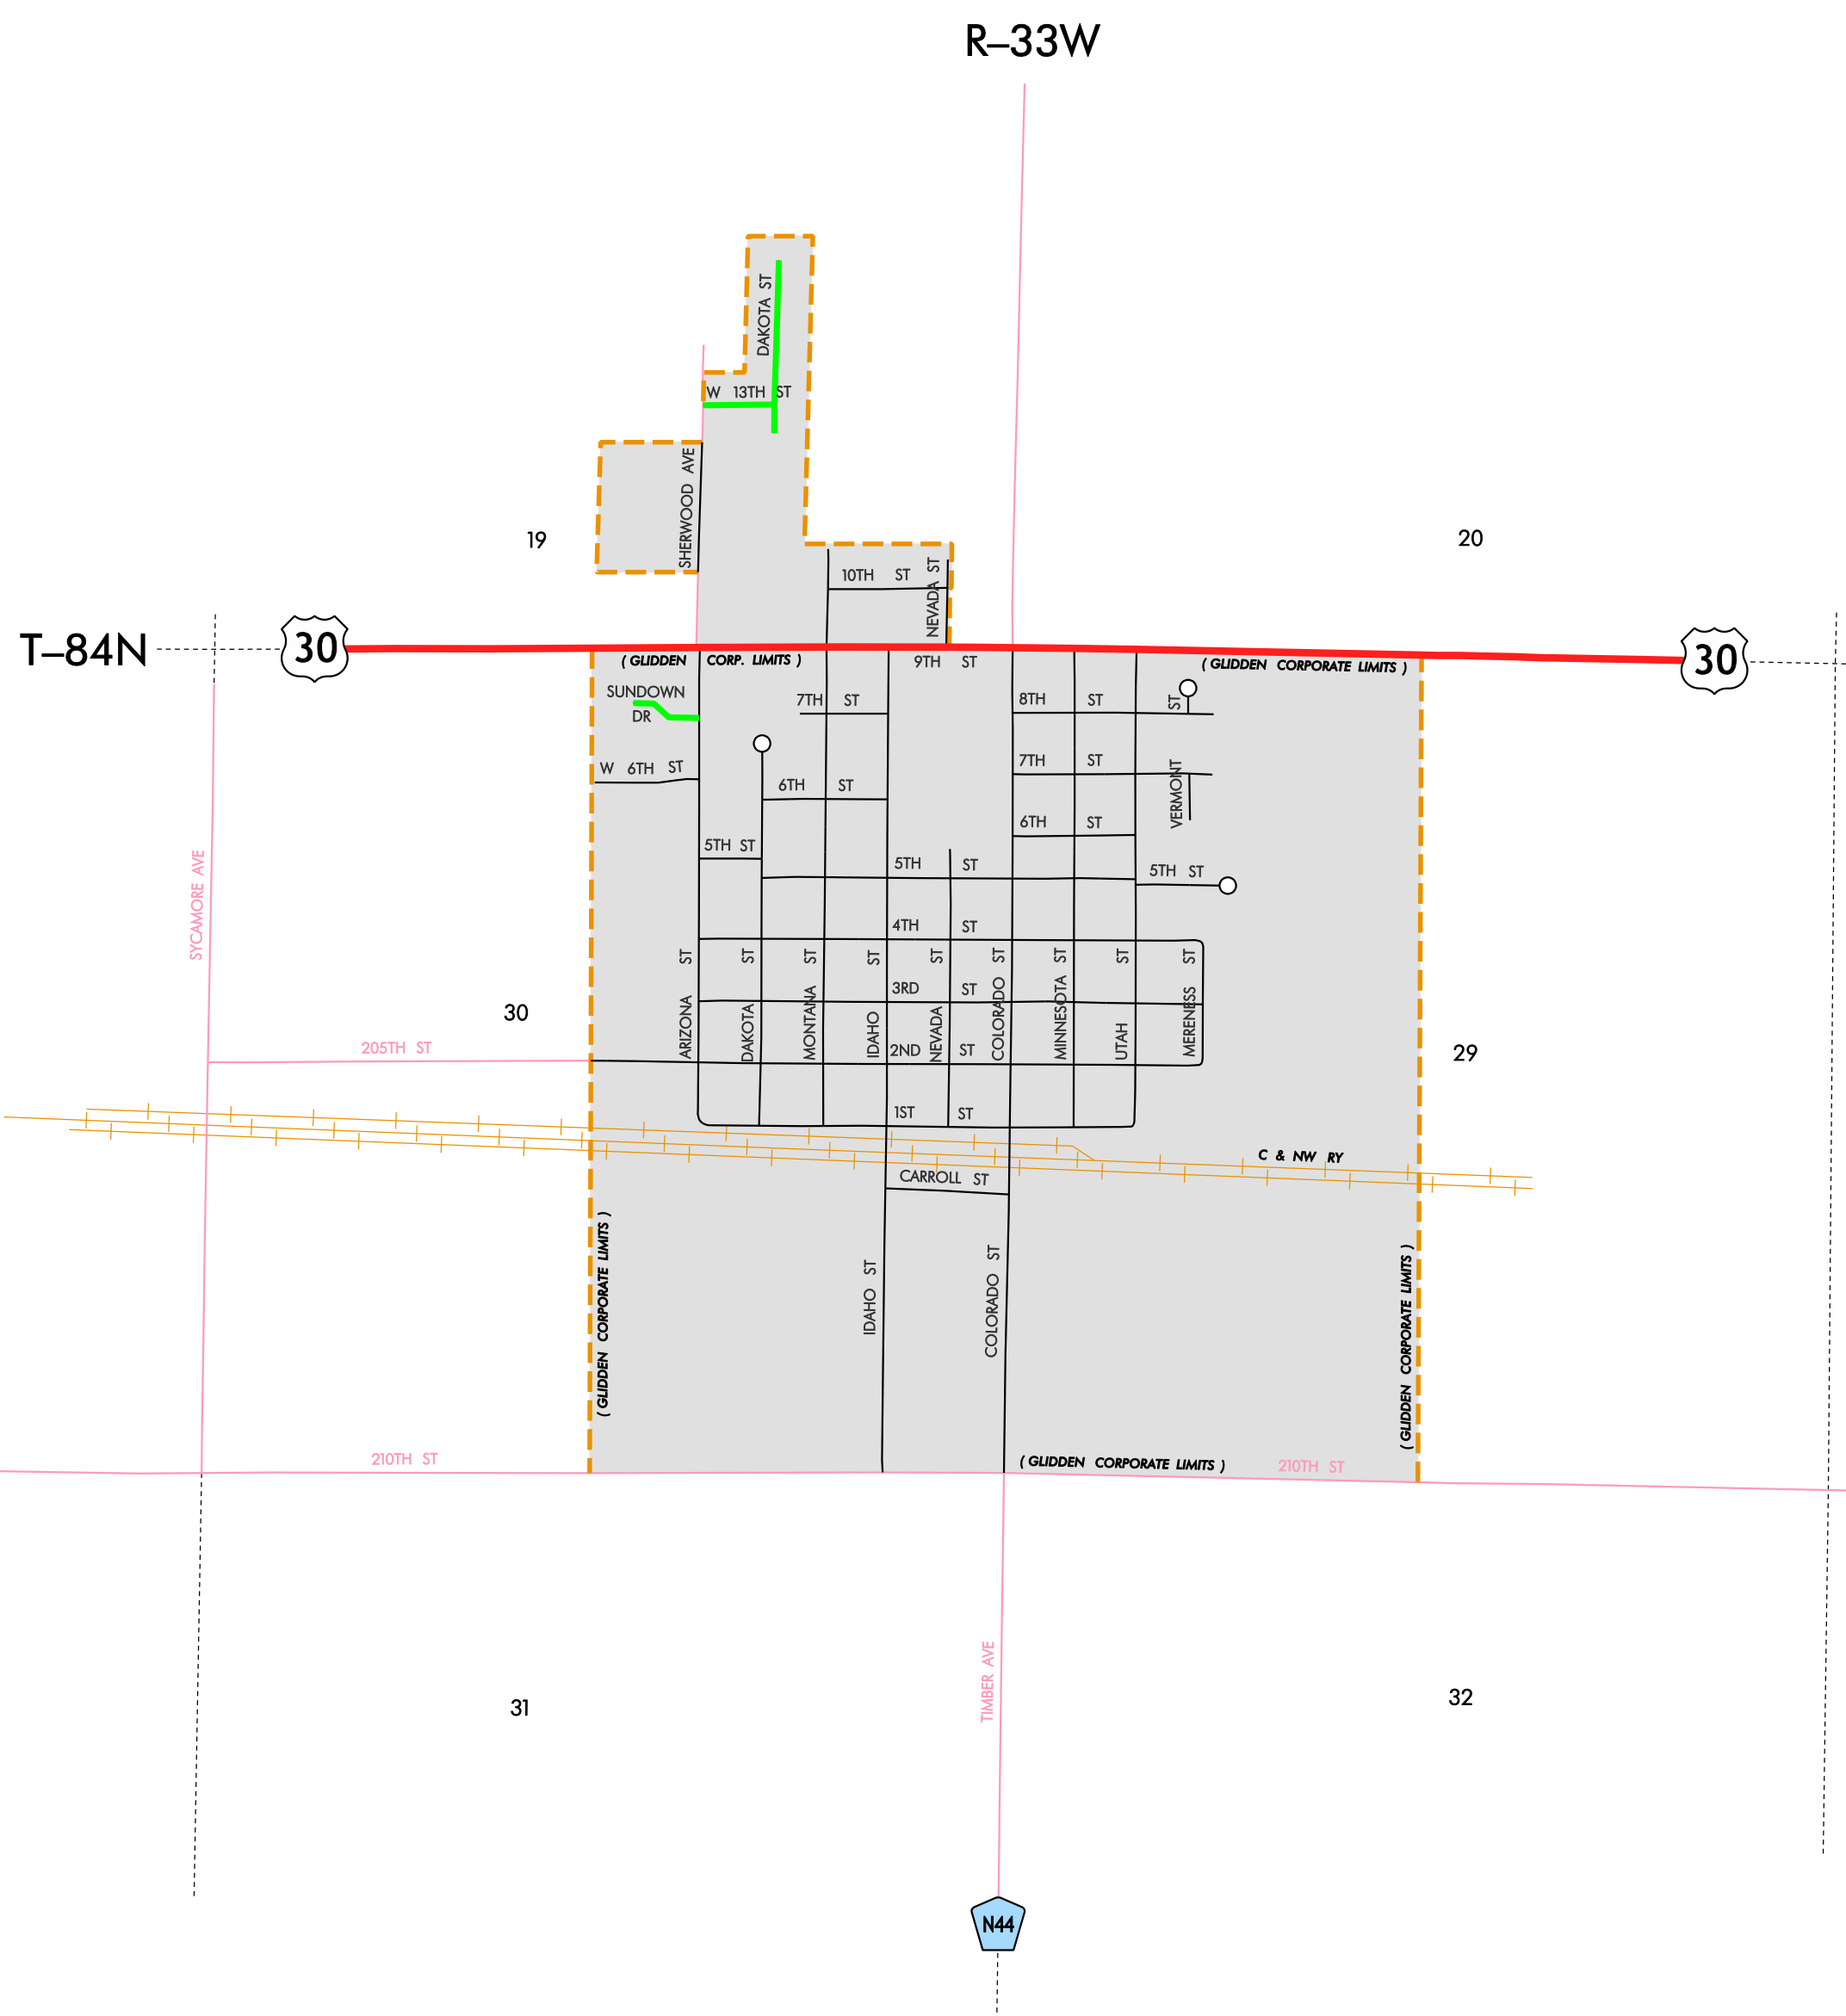 R–33W
DAKOTA ST
W 13TH ST
SHERWOOD AVE
19
20
10TH ST
NEVADA ST
T–84N
30
30
( GLIDDEN CORP. LIMITS )
9TH ST
( GLIDDEN CORPORATE LIMITS )
SUNDOWN
DR
7TH ST
8TH ST
VERMONT ST
W 6TH ST
6TH ST
7TH ST
6TH ST
5TH ST
5TH ST
5TH ST
SYCAMORE AVE
4TH ST
ARIZONA ST
DAKOTA ST
MONTANA ST
IDAHO ST
NEVADA ST
COLORADO ST
MINNESOTA ST
UTAH ST
MERENESS ST
3RD ST
30
29
205TH ST
2ND ST
1ST ST
C & NW RY
CARROLL ST
( GLIDDEN CORPORATE LIMITS )
IDAHO ST
COLORADO ST
( GLIDDEN CORPORATE LIMITS )
210TH ST
( GLIDDEN CORPORATE LIMITS )
210TH ST
31
32
TIMBER AVE
N44